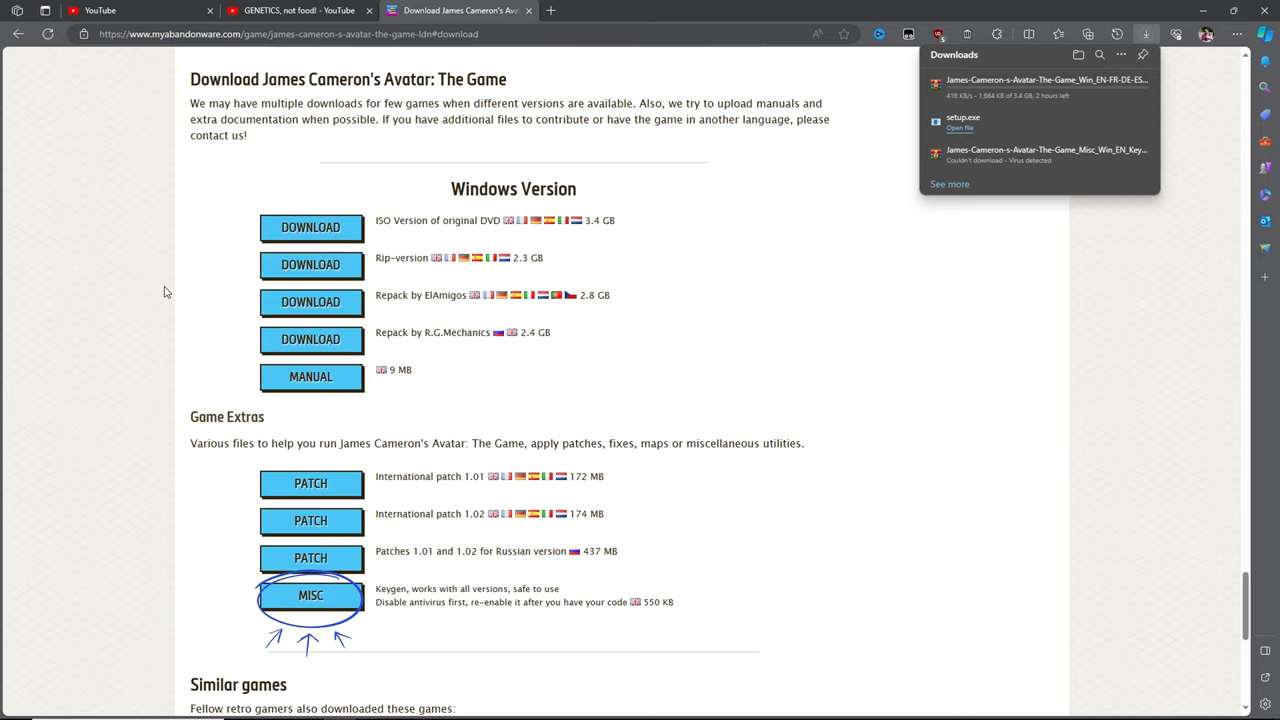 YouTube
GENETICS, not food! - YouTube
Download James Cameron's Ava
https://www.myabandonware.com/game/james-cameron-s-avatar-the-game-ldn#download
5
Downloads
James-Cameron-s-Avatar-The-Game_Win_EN-FR-DE-ES...
416 KB/s - 1,664 KB of 3.4 GB, 2 hours left
setup.exe
Open file
James-Cameron-s-Avatar-The-Game_Misc_Win_EN_Key...
Couldn't download - Virus detected
See more
Download James Cameron's Avatar: The Game
We may have multiple downloads for few games when different versions are available. Also, we try to upload manuals and
extra documentation when possible. If you have additional files to contribute or have the game in another language, please
contact us!
Windows Version
DOWNLOAD ISO Version of original DVD 3.4 GB
DOWNLOAD Rip-version 2.3 GB
DOWNLOAD Repack by ElAmigos 2.8 GB
DOWNLOAD Repack by R.G.Mechanics 2.4 GB
MANUAL 9 MB
Game Extras
Various files to help you run James Cameron's Avatar: The Game, apply patches, fixes, maps or miscellaneous utilities.
PATCH International patch 1.01 172 MB
PATCH International patch 1.02 174 MB
PATCH Patches 1.01 and 1.02 for Russian version 437 MB
MISC Keygen, works with all versions, safe to use
Disable antivirus first, re-enable it after you have your code 550 KB
Similar games
Fellow retro gamers also downloaded these games: